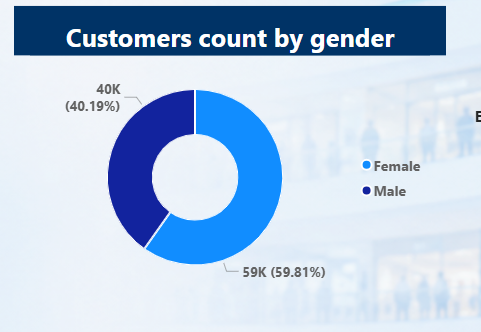 Customers count by gender
40K
(40.19%)
Female
Male
59K (59.81%)